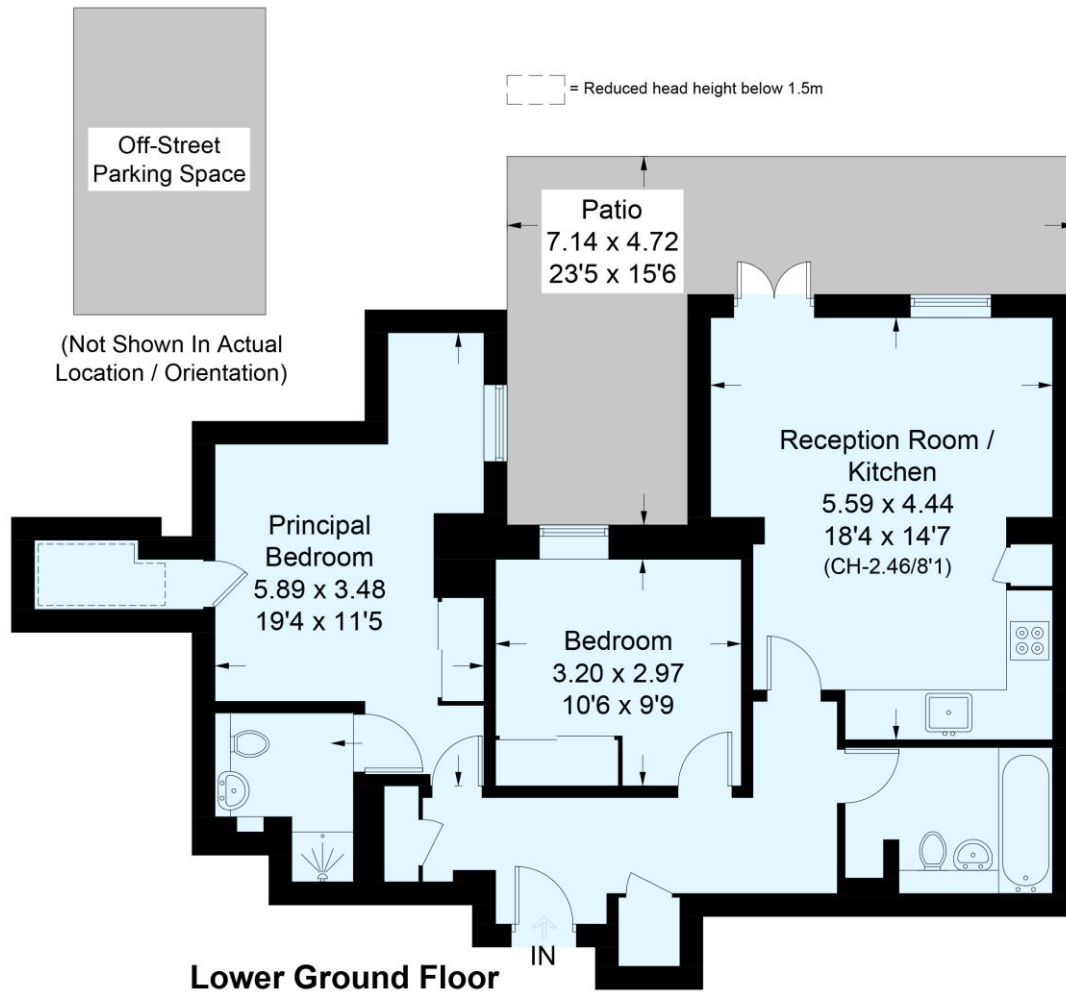 Off-Street
Parking Space
(Not Shown In Actual
Location / Orientation)
= Reduced head height below 1.5m
Patio
7.14 x 4.72
23'5 x 15'6
Reception Room /
Kitchen
5.59 x 4.44
18'4 x 14'7
(CH-2.46/8'1)
Principal
Bedroom
5.89 x 3.48
19'4 x 11'5
Bedroom
3.20 x 2.97
10'6 x 9'9
IN
Lower Ground Floor